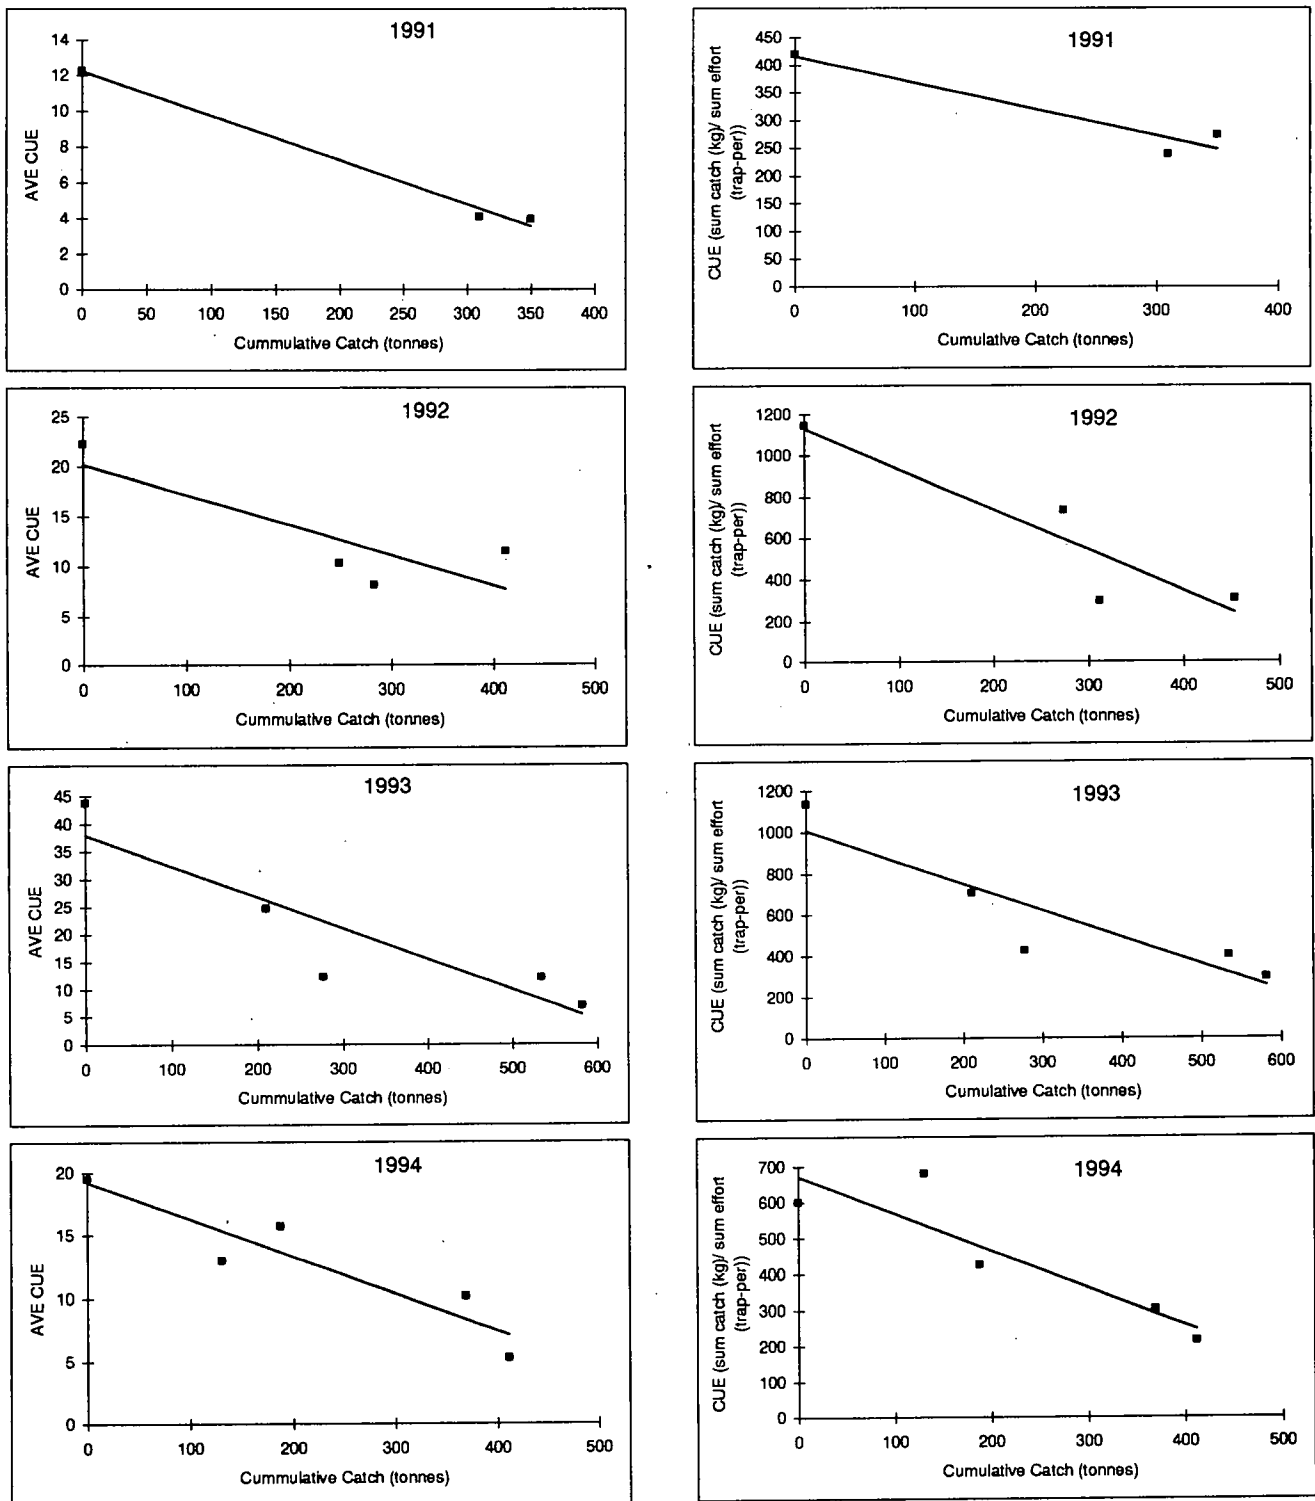 1991
14
12
10
8
6
4
2
0
AVE CUE
0 50 100 150 200 250 300 350 400
Cummulative Catch (tonnes)
1991
450
400
350
300
250
200
150
100
50
0
CUE (sum catch (kg)/ sum effort
(trap-per))
0 100 200 300 400
Cumulative Catch (tonnes)
1992
25
20
15
10
5
0
AVE CUE
0 100 200 300 400 500
Cummulative Catch (tonnes)
1992
1200
1000
800
600
400
200
0
CUE (sum catch (kg)/ sum effort
(trap-per))
0 100 200 300 400 500
Cumulative Catch (tonnes)
1993
45
40
35
30
25
20
15
10
5
0
AVE CUE
0 100 200 300 400 500 600
Cummulative Catch (tonnes)
1993
1200
1000
800
600
400
200
0
CUE (sum catch (kg)/ sum effort
(trap-per))
0 100 200 300 400 500 600
Cumulative Catch (tonnes)
1994
20
15
10
5
0
AVE CUE
0 100 200 300 400 500
Cummulative Catch (tonnes)
1994
700
600
500
400
300
200
100
0
CUE (sum catch (kg)/ sum effort
(trap-per))
0 100 200 300 400 500
Cumulative Catch (tonnes)